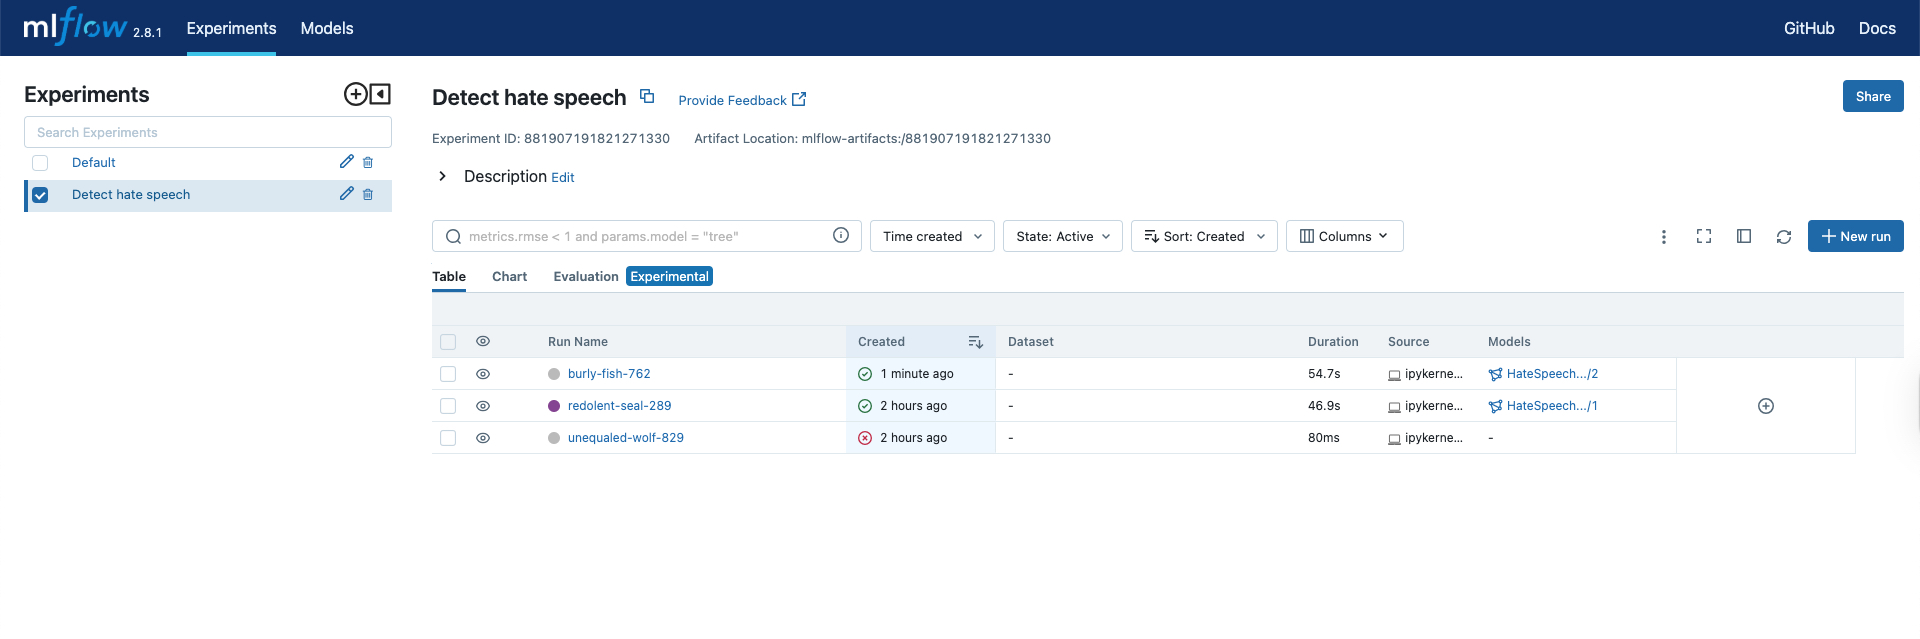 mlflow 2.8.1 Experiments Models GitHub Docs
Experiments
Search Experiments
Default
Detect hate speech
Detect hate speech Provide Feedback Share
Experiment ID: 881907191821271330 Artifact Location: mlflow-artifacts:/881907191821271330
Description Edit
metrics.rmse < 1 and params.model = "tree" Time created State: Active Sort: Created Columns New run
Table Chart Evaluation Experimental
Run Name Created Dataset Duration Source Models
burly-fish-762 1 minute ago - 54.7s ipykerne... HateSpeech.../2
redolent-seal-289 2 hours ago - 46.9s ipykerne... HateSpeech.../1
unequaled-wolf-829 2 hours ago - 80ms ipykerne... -